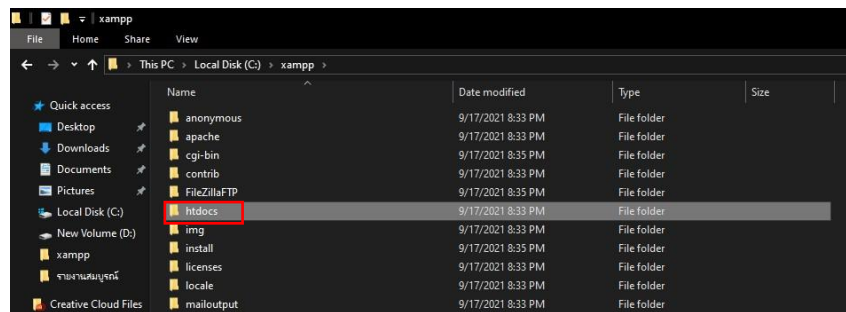 xampp
File Home Share View
This PC > Local Disk (C:) > xampp >
Name Date modified Type Size
Quick access
Desktop
Downloads
Documents
Pictures
Local Disk (C:)
New Volume (D:)
xampp
รายงานสมบูรณ์
Creative Cloud Files
anonymous 9/17/2021 8:33 PM File folder
apache 9/17/2021 8:33 PM File folder
cgi-bin 9/17/2021 8:35 PM File folder
contrib 9/17/2021 8:33 PM File folder
FileZillaFTP 9/17/2021 8:35 PM File folder
htdocs 9/17/2021 8:33 PM File folder
img 9/17/2021 8:33 PM File folder
install 9/17/2021 8:35 PM File folder
licenses 9/17/2021 8:33 PM File folder
locale 9/17/2021 8:33 PM File folder
mailoutput 9/17/2021 8:33 PM File folder